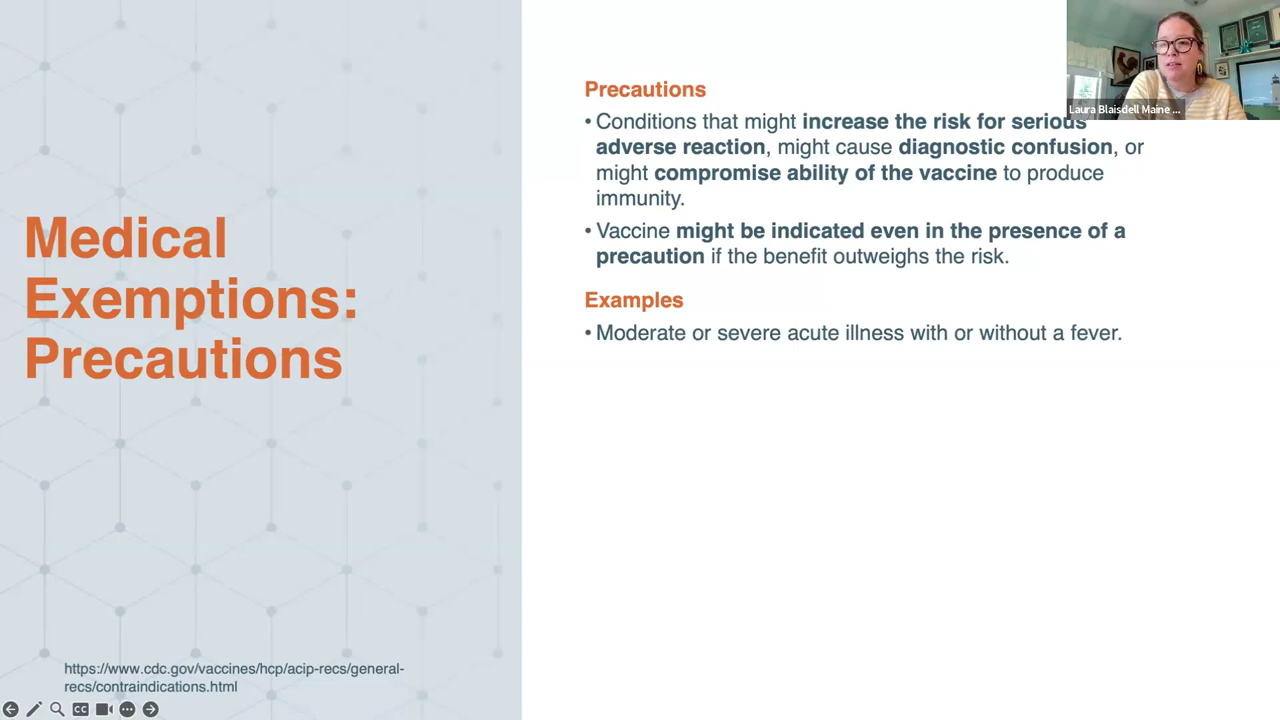 Medical
Exemptions:
Precautions
https://www.cdc.gov/vaccines/hcp/acip-recs/general-
recs/contraindications.html
Precautions
• Conditions that might increase the risk for serious
adverse reaction, might cause diagnostic confusion, or
might compromise ability of the vaccine to produce
immunity.
• Vaccine might be indicated even in the presence of a
precaution if the benefit outweighs the risk.
Examples
• Moderate or severe acute illness with or without a fever.
Laura Blaisdell Maine ...
CC